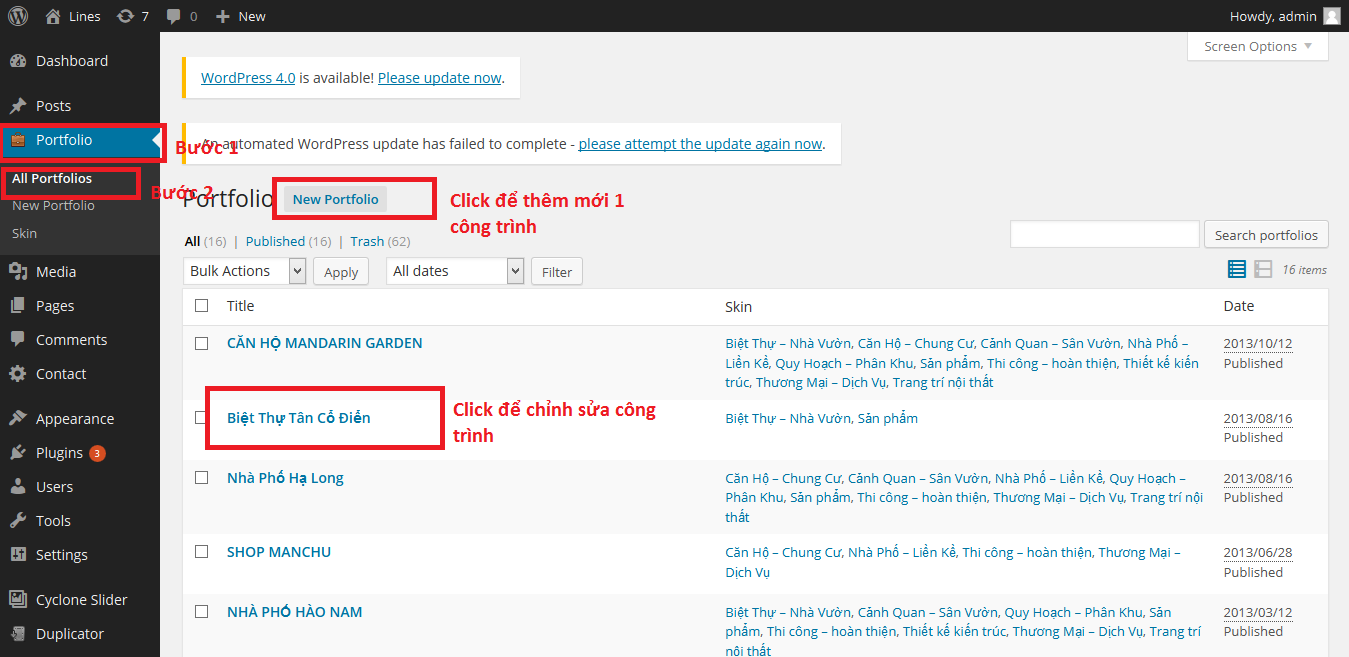 Lines 7 0 New Howdy, admin
Screen Options
Dashboard
Posts
Portfolio
All Portfolios
New Portfolio
Skin
Media
Pages
Comments
Contact
Appearance
Plugins 3
Users
Tools
Settings
Cyclone Slider
Duplicator
WordPress 4.0 is available! Please update now.
An automated WordPress update has failed to complete - please attempt the update again now.
Bước 1
Bước 2
Portfolio New Portfolio
Click để thêm mới 1
công trình
All (16) | Published (16) | Trash (62)
Search portfolios
Bulk Actions Apply All dates Filter
16 items
Title Skin Date
CĂN HỘ MANDARIN GARDEN
Biệt Thự – Nhà Vườn, Căn Hộ – Chung Cư, Cảnh Quan – Sân Vườn, Nhà Phố –
Liền Kề, Quy Hoạch – Phân Khu, Sản phẩm, Thi công – hoàn thiện, Thiết kế kiến
trúc, Thương Mại – Dịch Vụ, Trang trí nội thất
2013/10/12
Published
Biệt Thự Tân Cổ Điển
Click để chỉnh sửa công
trình
Biệt Thự – Nhà Vườn, Sản phẩm
2013/08/16
Published
Nhà Phố Hạ Long
Căn Hộ – Chung Cư, Cảnh Quan – Sân Vườn, Nhà Phố – Liền Kề, Quy Hoạch –
Phân Khu, Sản phẩm, Thi công – hoàn thiện, Thương Mại – Dịch Vụ, Trang trí nội
thất
2013/08/16
Published
SHOP MANCHU
Căn Hộ – Chung Cư, Nhà Phố – Liền Kề, Thi công – hoàn thiện, Thương Mại –
Dịch Vụ
2013/06/28
Published
NHÀ PHỐ HÀO NAM
Biệt Thự – Nhà Vườn, Cảnh Quan – Sân Vườn, Quy Hoạch – Phân Khu, Sản
phẩm, Thi công – hoàn thiện, Thiết kế kiến trúc, Thương Mại – Dịch Vụ, Trang trí
nội thất
2013/03/12
Published